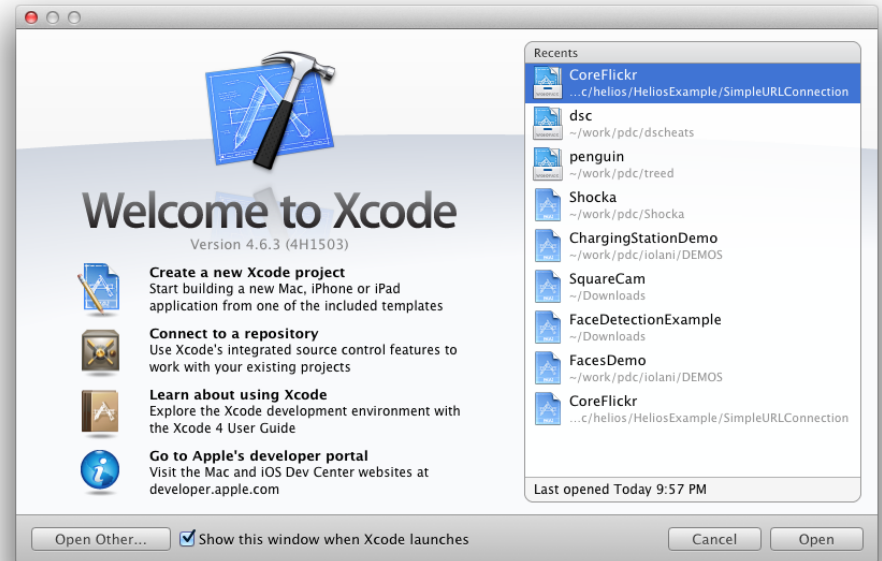 Welcome to Xcode
Version 4.6.3 (4H1503)
Create a new Xcode project
Start building a new Mac, iPhone or iPad
application from one of the included templates
Connect to a repository
Use Xcode's integrated source control features to
work with your existing projects
Learn about using Xcode
Explore the Xcode development environment with
the Xcode 4 User Guide
Go to Apple's developer portal
Visit the Mac and iOS Dev Center websites at
developer.apple.com
Recents
CoreFlickr
...c/helios/HeliosExample/SimpleURLConnection
dsc
~/work/pdc/dscheats
penguin
~/work/pdc/treed
Shocka
~/work/pdc/Shocka
ChargingStationDemo
~/work/pdc/iolani/DEMOS
SquareCam
~/Downloads
FaceDetectionExample
~/Downloads
FacesDemo
~/work/pdc/iolani/DEMOS
CoreFlickr
...c/helios/HeliosExample/SimpleURLConnection
Last opened Today 9:57 PM
Open Other...
Show this window when Xcode launches
Cancel
Open